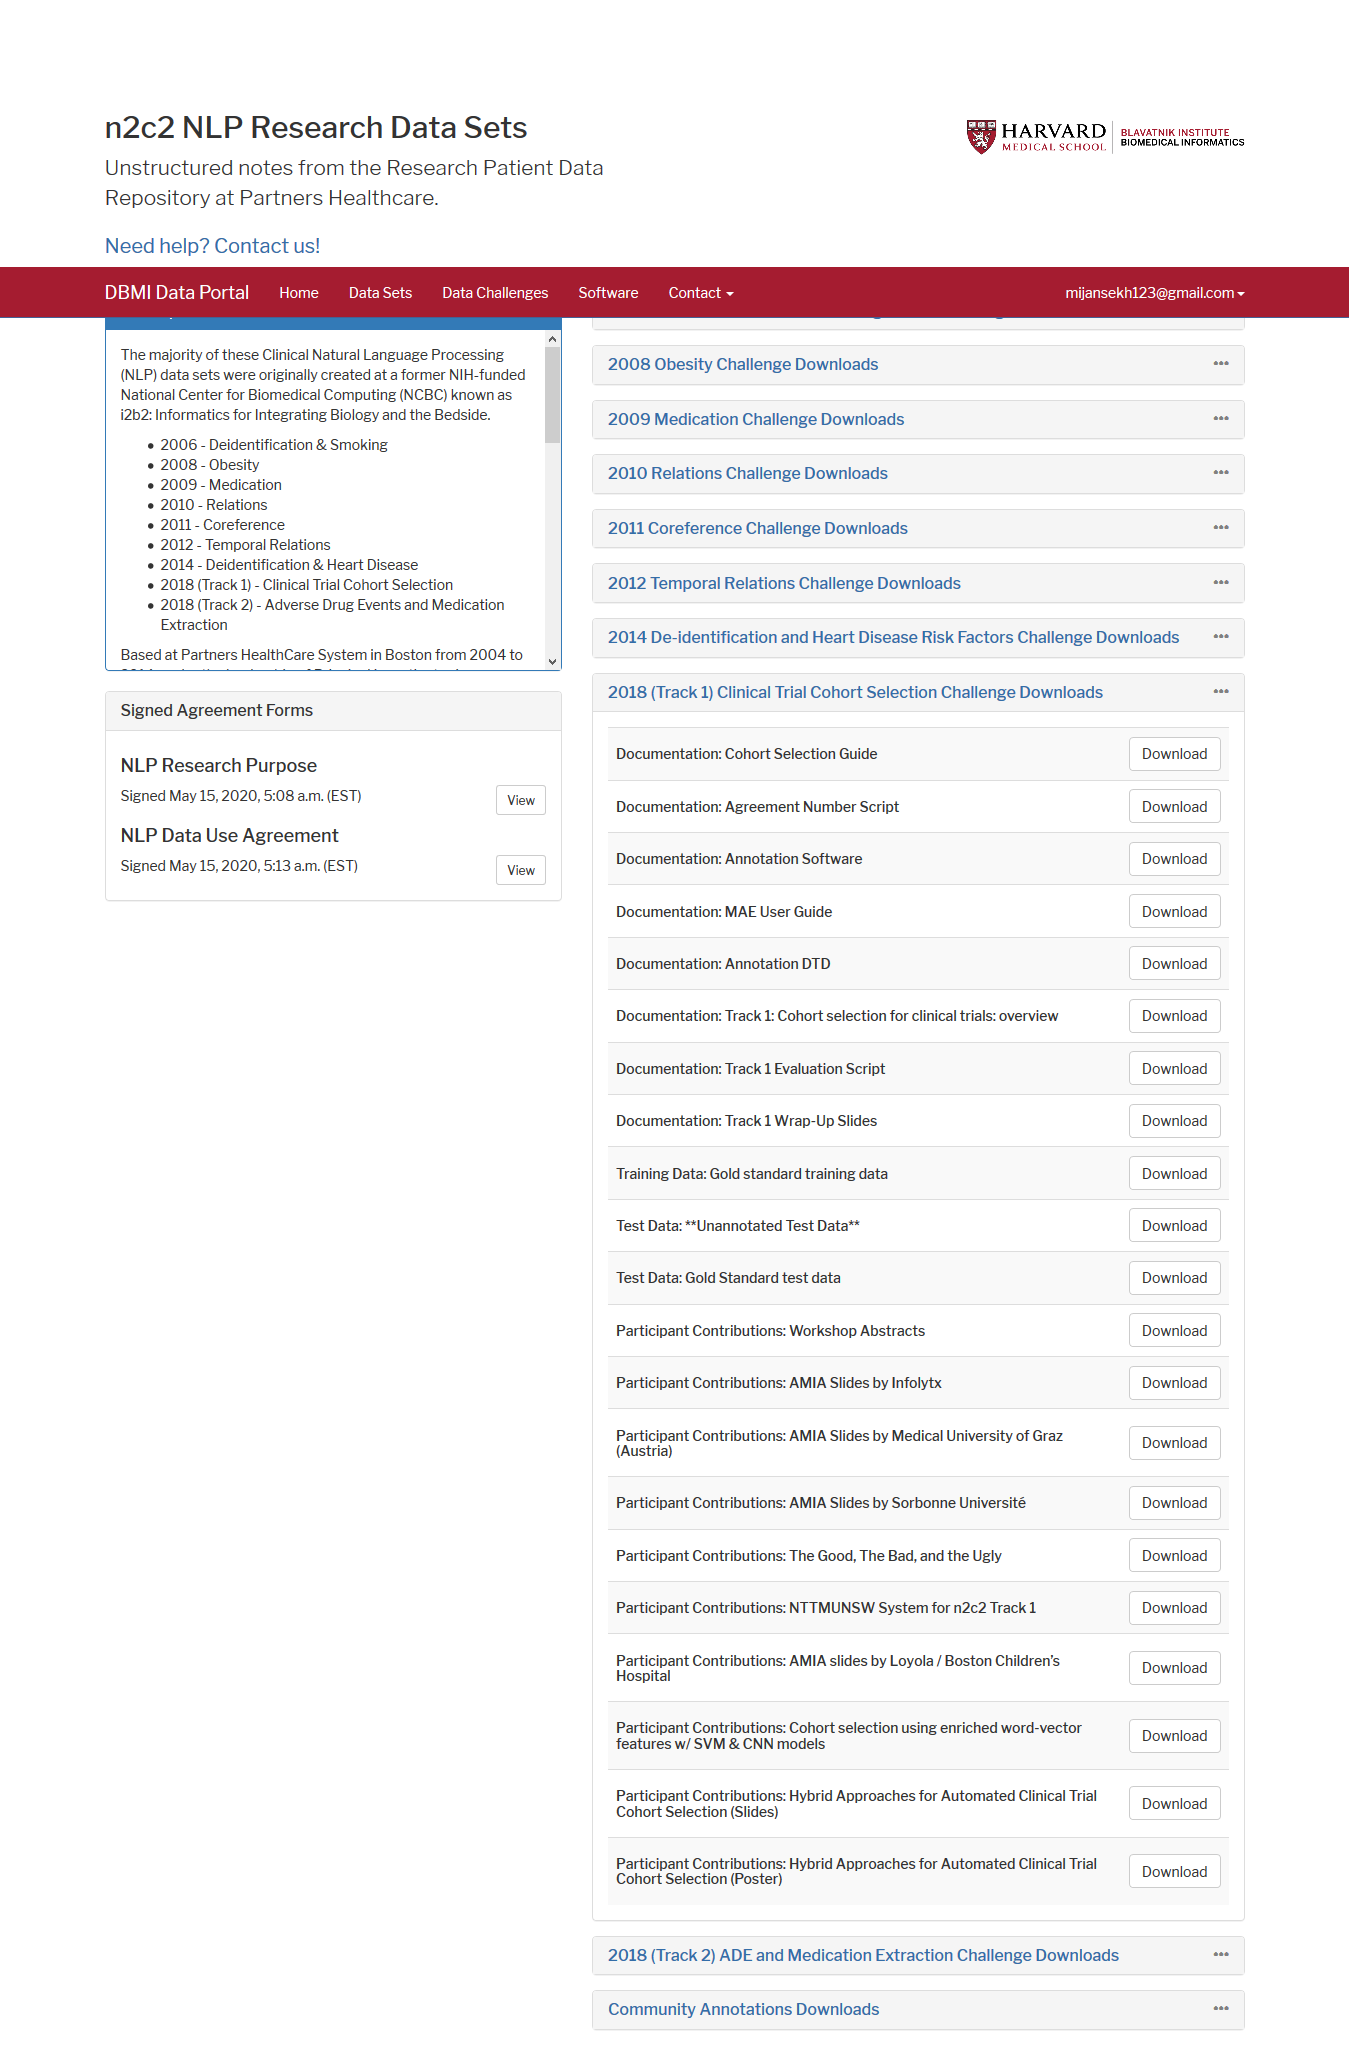 n2c2 NLP Research Data Sets
Unstructured notes from the Research Patient Data
Repository at Partners Healthcare.
Need help? Contact us!
HARVARD
MEDICAL SCHOOL
BLAVATNIK INSTITUTE
BIOMEDICAL INFORMATICS
DBMI Data Portal Home Data Sets Data Challenges Software Contact mijansekh123@gmail.com
The majority of these Clinical Natural Language Processing
(NLP) data sets were originally created at a former NIH-funded
National Center for Biomedical Computing (NCBC) known as
i2b2: Informatics for Integrating Biology and the Bedside.
• 2006 - Deidentification & Smoking
• 2008 - Obesity
• 2009 - Medication
• 2010 - Relations
• 2011 - Coreference
• 2012 - Temporal Relations
• 2014 - Deidentification & Heart Disease
• 2018 (Track 1) - Clinical Trial Cohort Selection
• 2018 (Track 2) - Adverse Drug Events and Medication
Extraction
Based at Partners HealthCare System in Boston from 2004 to
Signed Agreement Forms
NLP Research Purpose
Signed May 15, 2020, 5:08 a.m. (EST) View
NLP Data Use Agreement
Signed May 15, 2020, 5:13 a.m. (EST) View
2008 Obesity Challenge Downloads
2009 Medication Challenge Downloads
2010 Relations Challenge Downloads
2011 Coreference Challenge Downloads
2012 Temporal Relations Challenge Downloads
2014 De-identification and Heart Disease Risk Factors Challenge Downloads
2018 (Track 1) Clinical Trial Cohort Selection Challenge Downloads
Documentation: Cohort Selection Guide Download
Documentation: Agreement Number Script Download
Documentation: Annotation Software Download
Documentation: MAE User Guide Download
Documentation: Annotation DTD Download
Documentation: Track 1: Cohort selection for clinical trials: overview Download
Documentation: Track 1 Evaluation Script Download
Documentation: Track 1 Wrap-Up Slides Download
Training Data: Gold standard training data Download
Test Data: **Unannotated Test Data** Download
Test Data: Gold Standard test data Download
Participant Contributions: Workshop Abstracts Download
Participant Contributions: AMIA Slides by Infolytx Download
Participant Contributions: AMIA Slides by Medical University of Graz
(Austria) Download
Participant Contributions: AMIA Slides by Sorbonne Université Download
Participant Contributions: The Good, The Bad, and the Ugly Download
Participant Contributions: NTTMUNSW System for n2c2 Track 1 Download
Participant Contributions: AMIA slides by Loyola / Boston Children's
Hospital Download
Participant Contributions: Cohort selection using enriched word-vector
features w/ SVM & CNN models Download
Participant Contributions: Hybrid Approaches for Automated Clinical Trial
Cohort Selection (Slides) Download
Participant Contributions: Hybrid Approaches for Automated Clinical Trial
Cohort Selection (Poster) Download
2018 (Track 2) ADE and Medication Extraction Challenge Downloads
Community Annotations Downloads